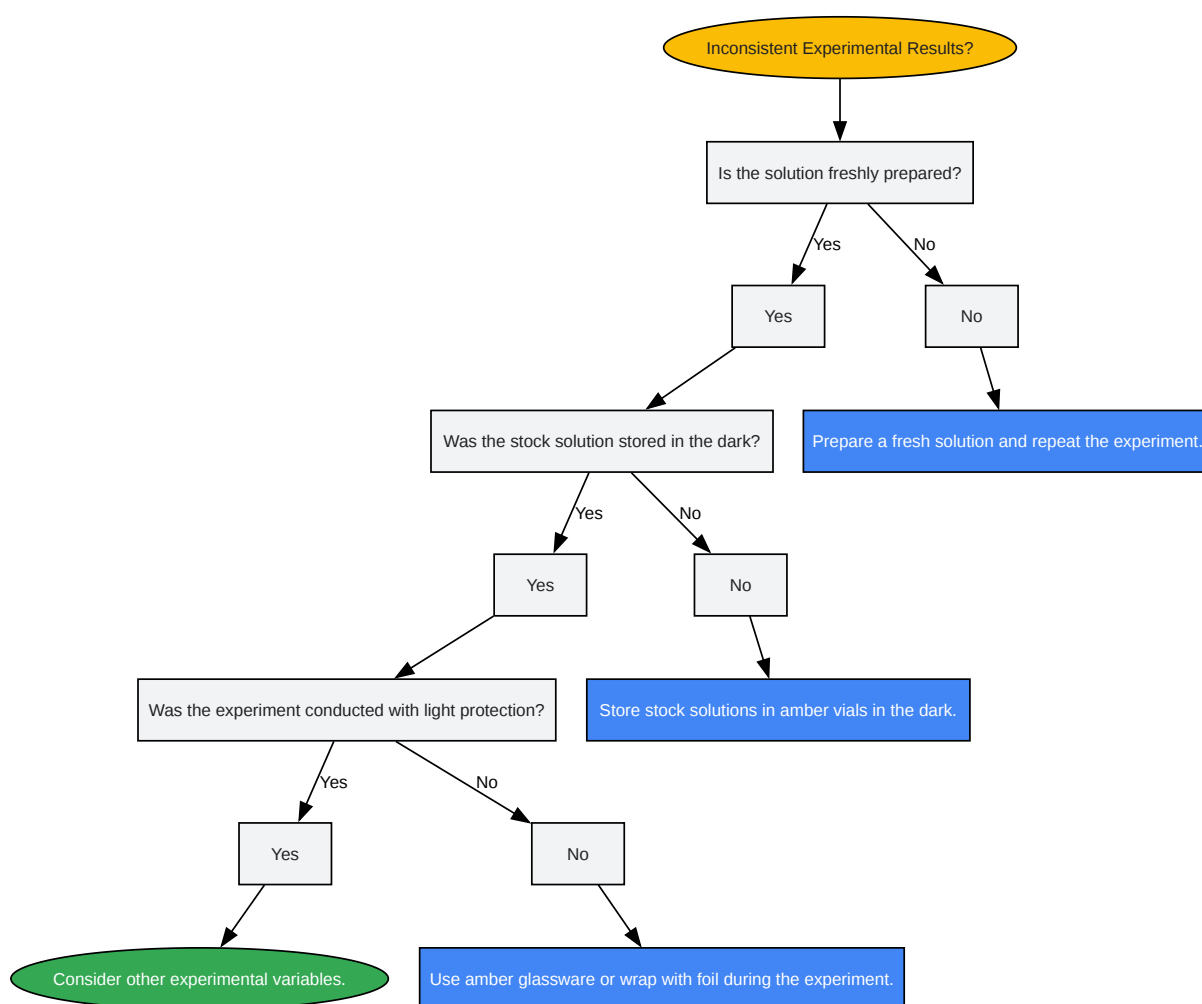 Inconsistent Experimental Results?
Is the solution freshly prepared?
Yes
No
Yes
No
Was the stock solution stored in the dark?
Prepare a fresh solution and repeat the experiment.
Yes
No
Yes
No
Was the experiment conducted with light protection?
Store stock solutions in amber vials in the dark.
Yes
No
Yes
No
Consider other experimental variables.
Use amber glassware or wrap with foil during the experiment.